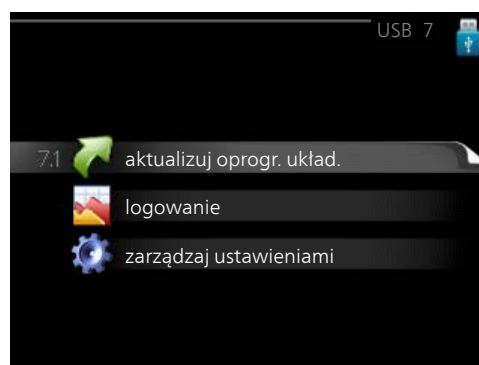 USB 7
7.1 aktualizuj oprogr. układ.
logowanie
zarządzaj ustawieniami